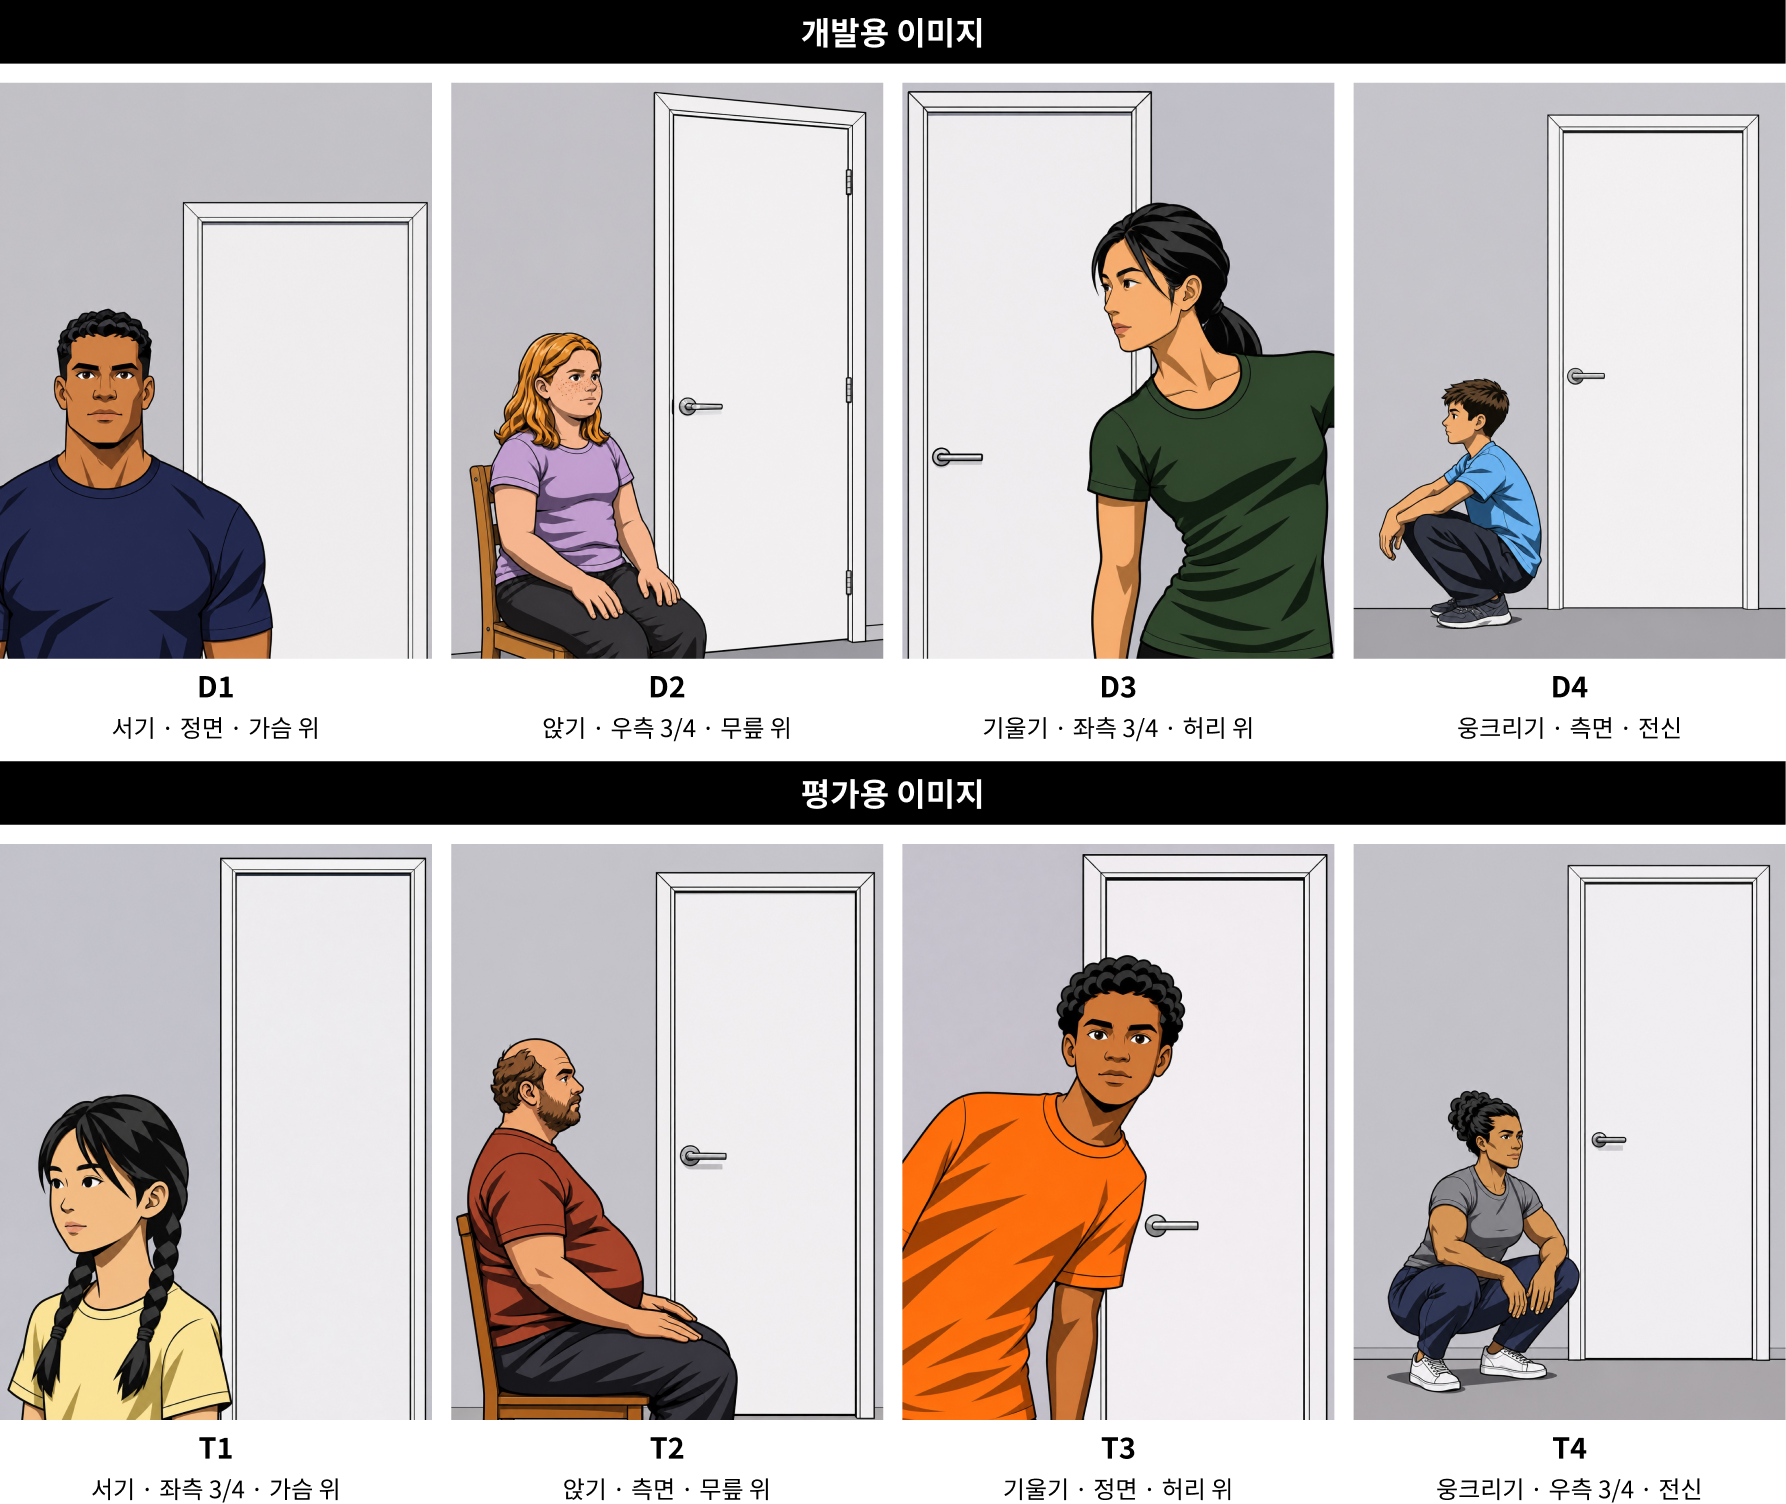 개발용 이미지
D1
서기 · 정면 · 가슴 위
D2
앉기 · 우측 3/4 · 무릎 위
D3
기울기 · 좌측 3/4 · 허리 위
D4
웅크리기 · 측면 · 전신
평가용 이미지
T1
서기 · 좌측 3/4 · 가슴 위
T2
앉기 · 측면 · 무릎 위
T3
기울기 · 정면 · 허리 위
T4
웅크리기 · 우측 3/4 · 전신